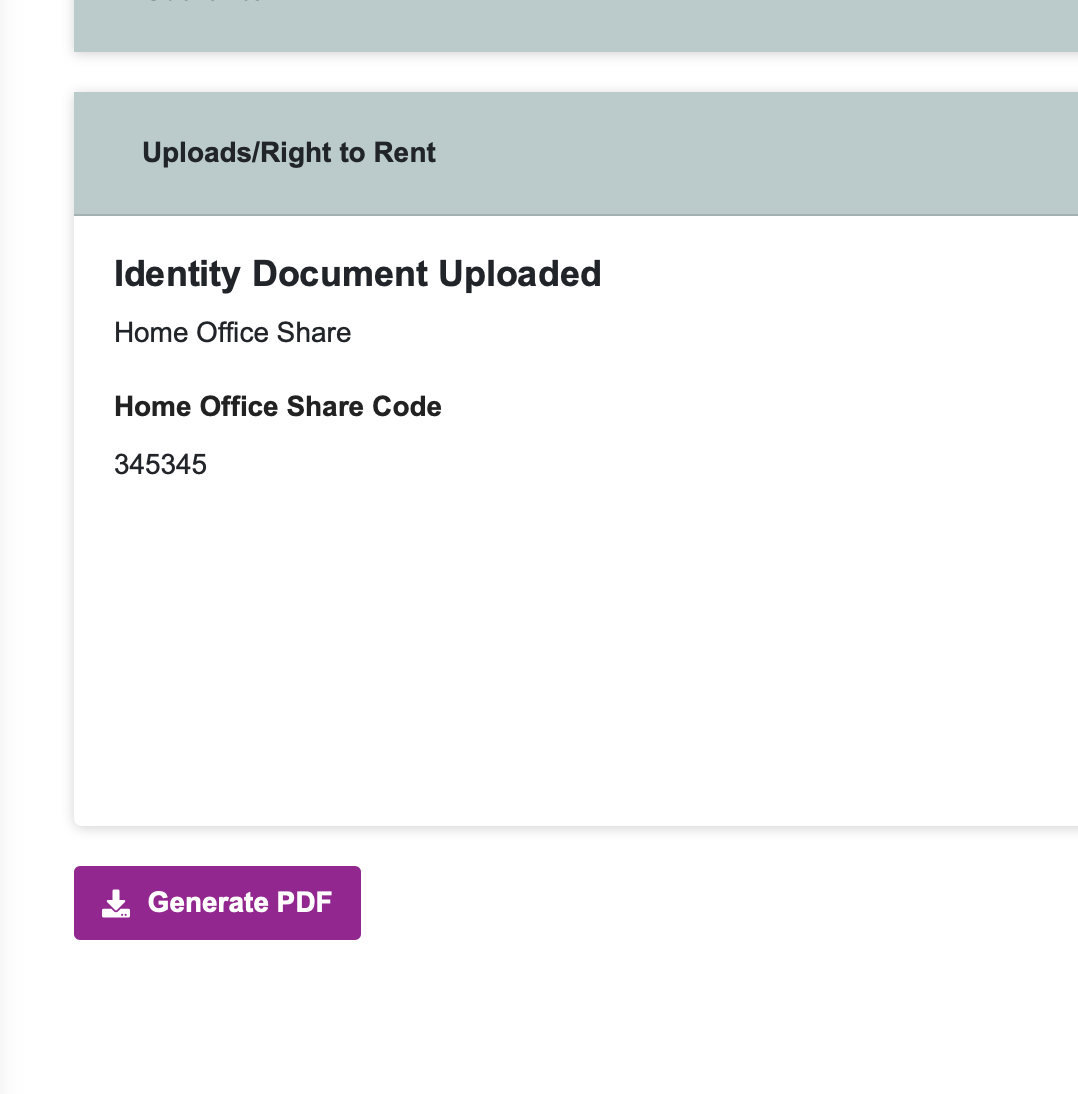 Uploads/Right to Rent
Identity Document Uploaded
Home Office Share
Home Office Share Code
345345
Generate PDF